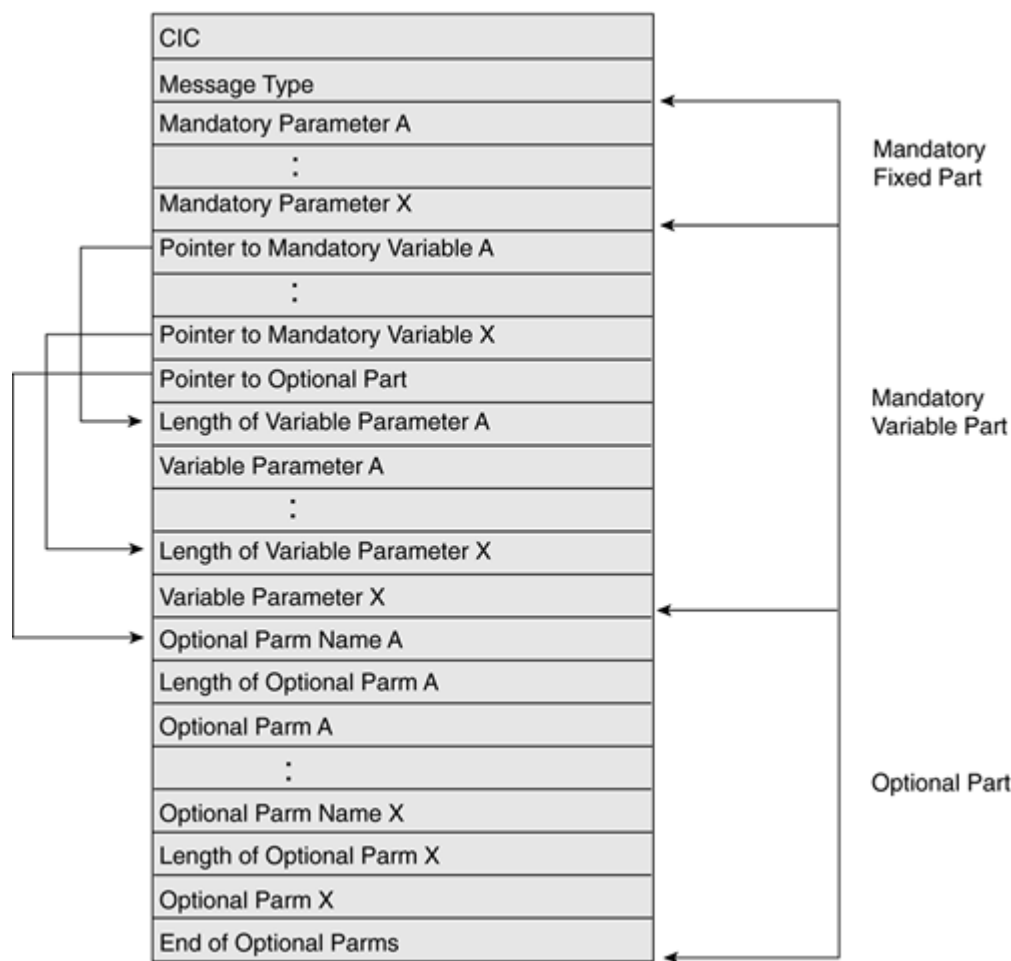 CIC
Message Type
Mandatory Parameter A
:
Mandatory Parameter X
Pointer to Mandatory Variable A
:
Pointer to Mandatory Variable X
Pointer to Optional Part
Length of Variable Parameter A
Variable Parameter A
:
Length of Variable Parameter X
Variable Parameter X
Optional Parm Name A
Length of Optional Parm A
Optional Parm A
:
Optional Parm Name X
Length of Optional Parm X
Optional Parm X
End of Optional Parms
Mandatory
Fixed Part
Mandatory
Variable Part
Optional Part